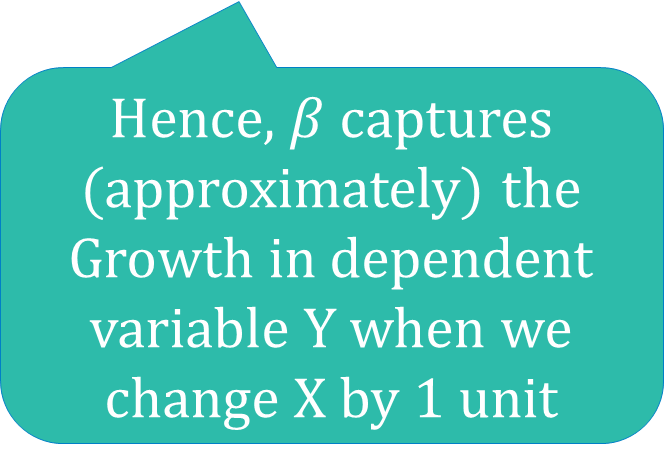 Hence, β captures
(approximately) the
Growth in dependent
variable Y when we
change X by 1 unit